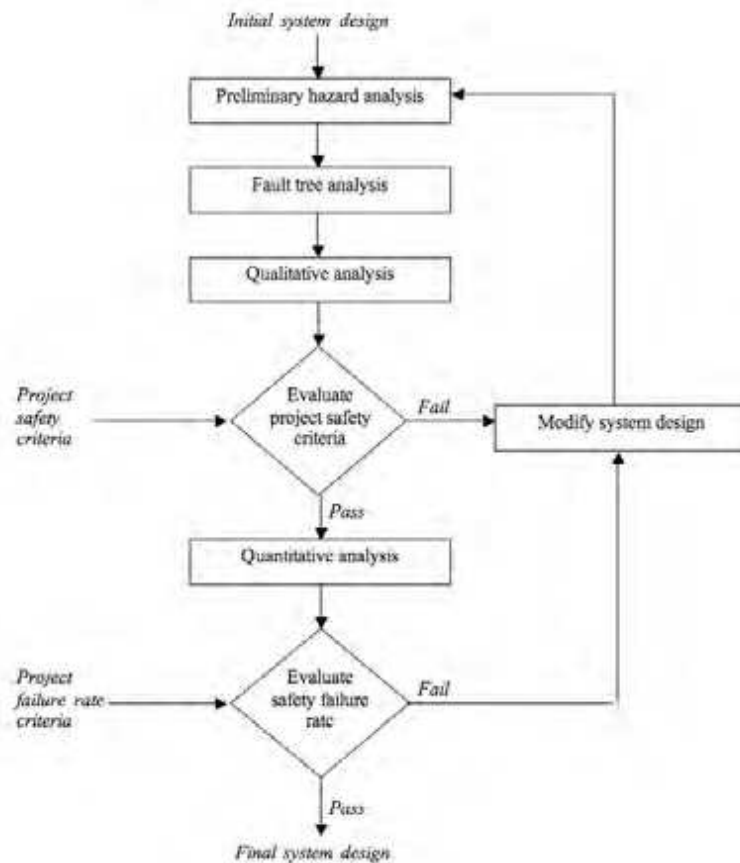 Initial system design
Preliminary hazard analysis
Fault tree analysis
Qualitative analysis
Project
safety
criteria
Evaluate
project safety
criteria
Fail
Modify system design
Pass
Quantitative analysis
Project
failure rate
criteria
Evaluate
safety failure
rate
Fail
Pass
Final system design